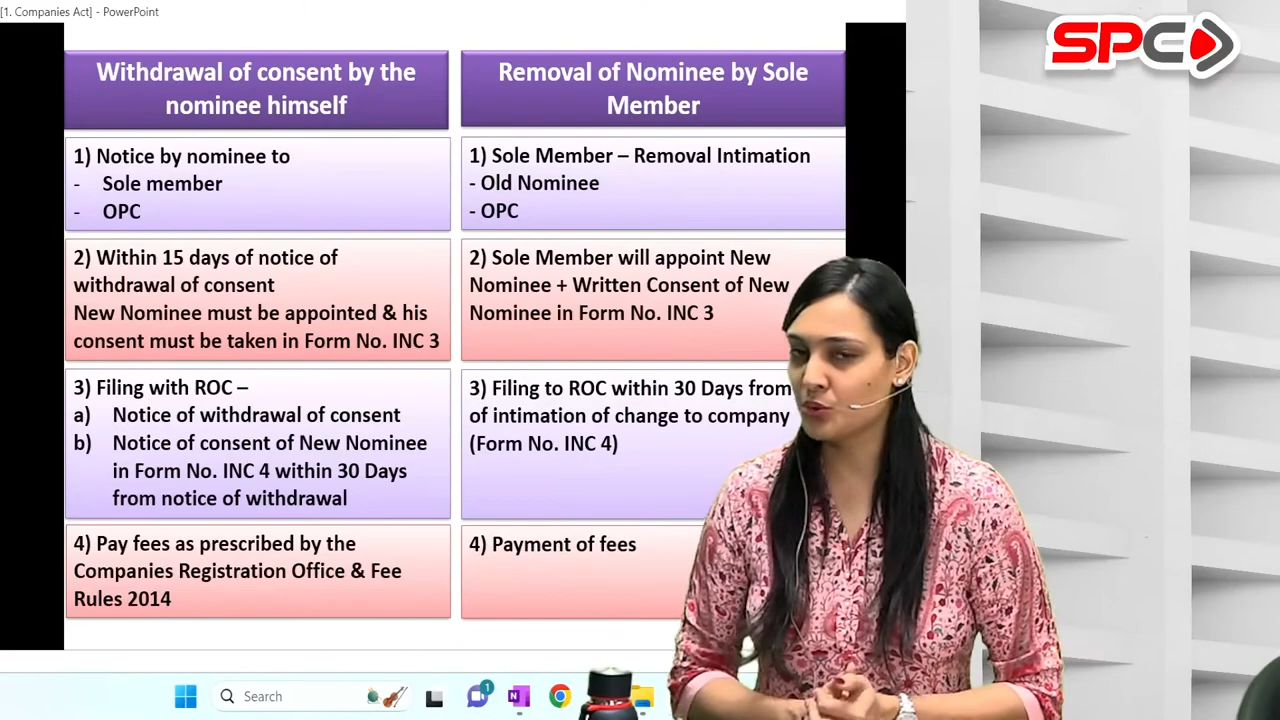 [1. Companies Act] - PowerPoint
SPC
Withdrawal of consent by the
nominee himself
1) Notice by nominee to
- Sole member
- OPC
2) Within 15 days of notice of
withdrawal of consent
New Nominee must be appointed & his
consent must be taken in Form No. INC 3
3) Filing with ROC –
a) Notice of withdrawal of consent
b) Notice of consent of New Nominee
in Form No. INC 4 within 30 Days
from notice of withdrawal
4) Pay fees as prescribed by the
Companies Registration Office & Fee
Rules 2014
Removal of Nominee by Sole
Member
1) Sole Member – Removal Intimation
- Old Nominee
- OPC
2) Sole Member will appoint New
Nominee + Written Consent of New
Nominee in Form No. INC 3
3) Filing to ROC within 30 Days from
of intimation of change to company
(Form No. INC 4)
4) Payment of fees
Search
1